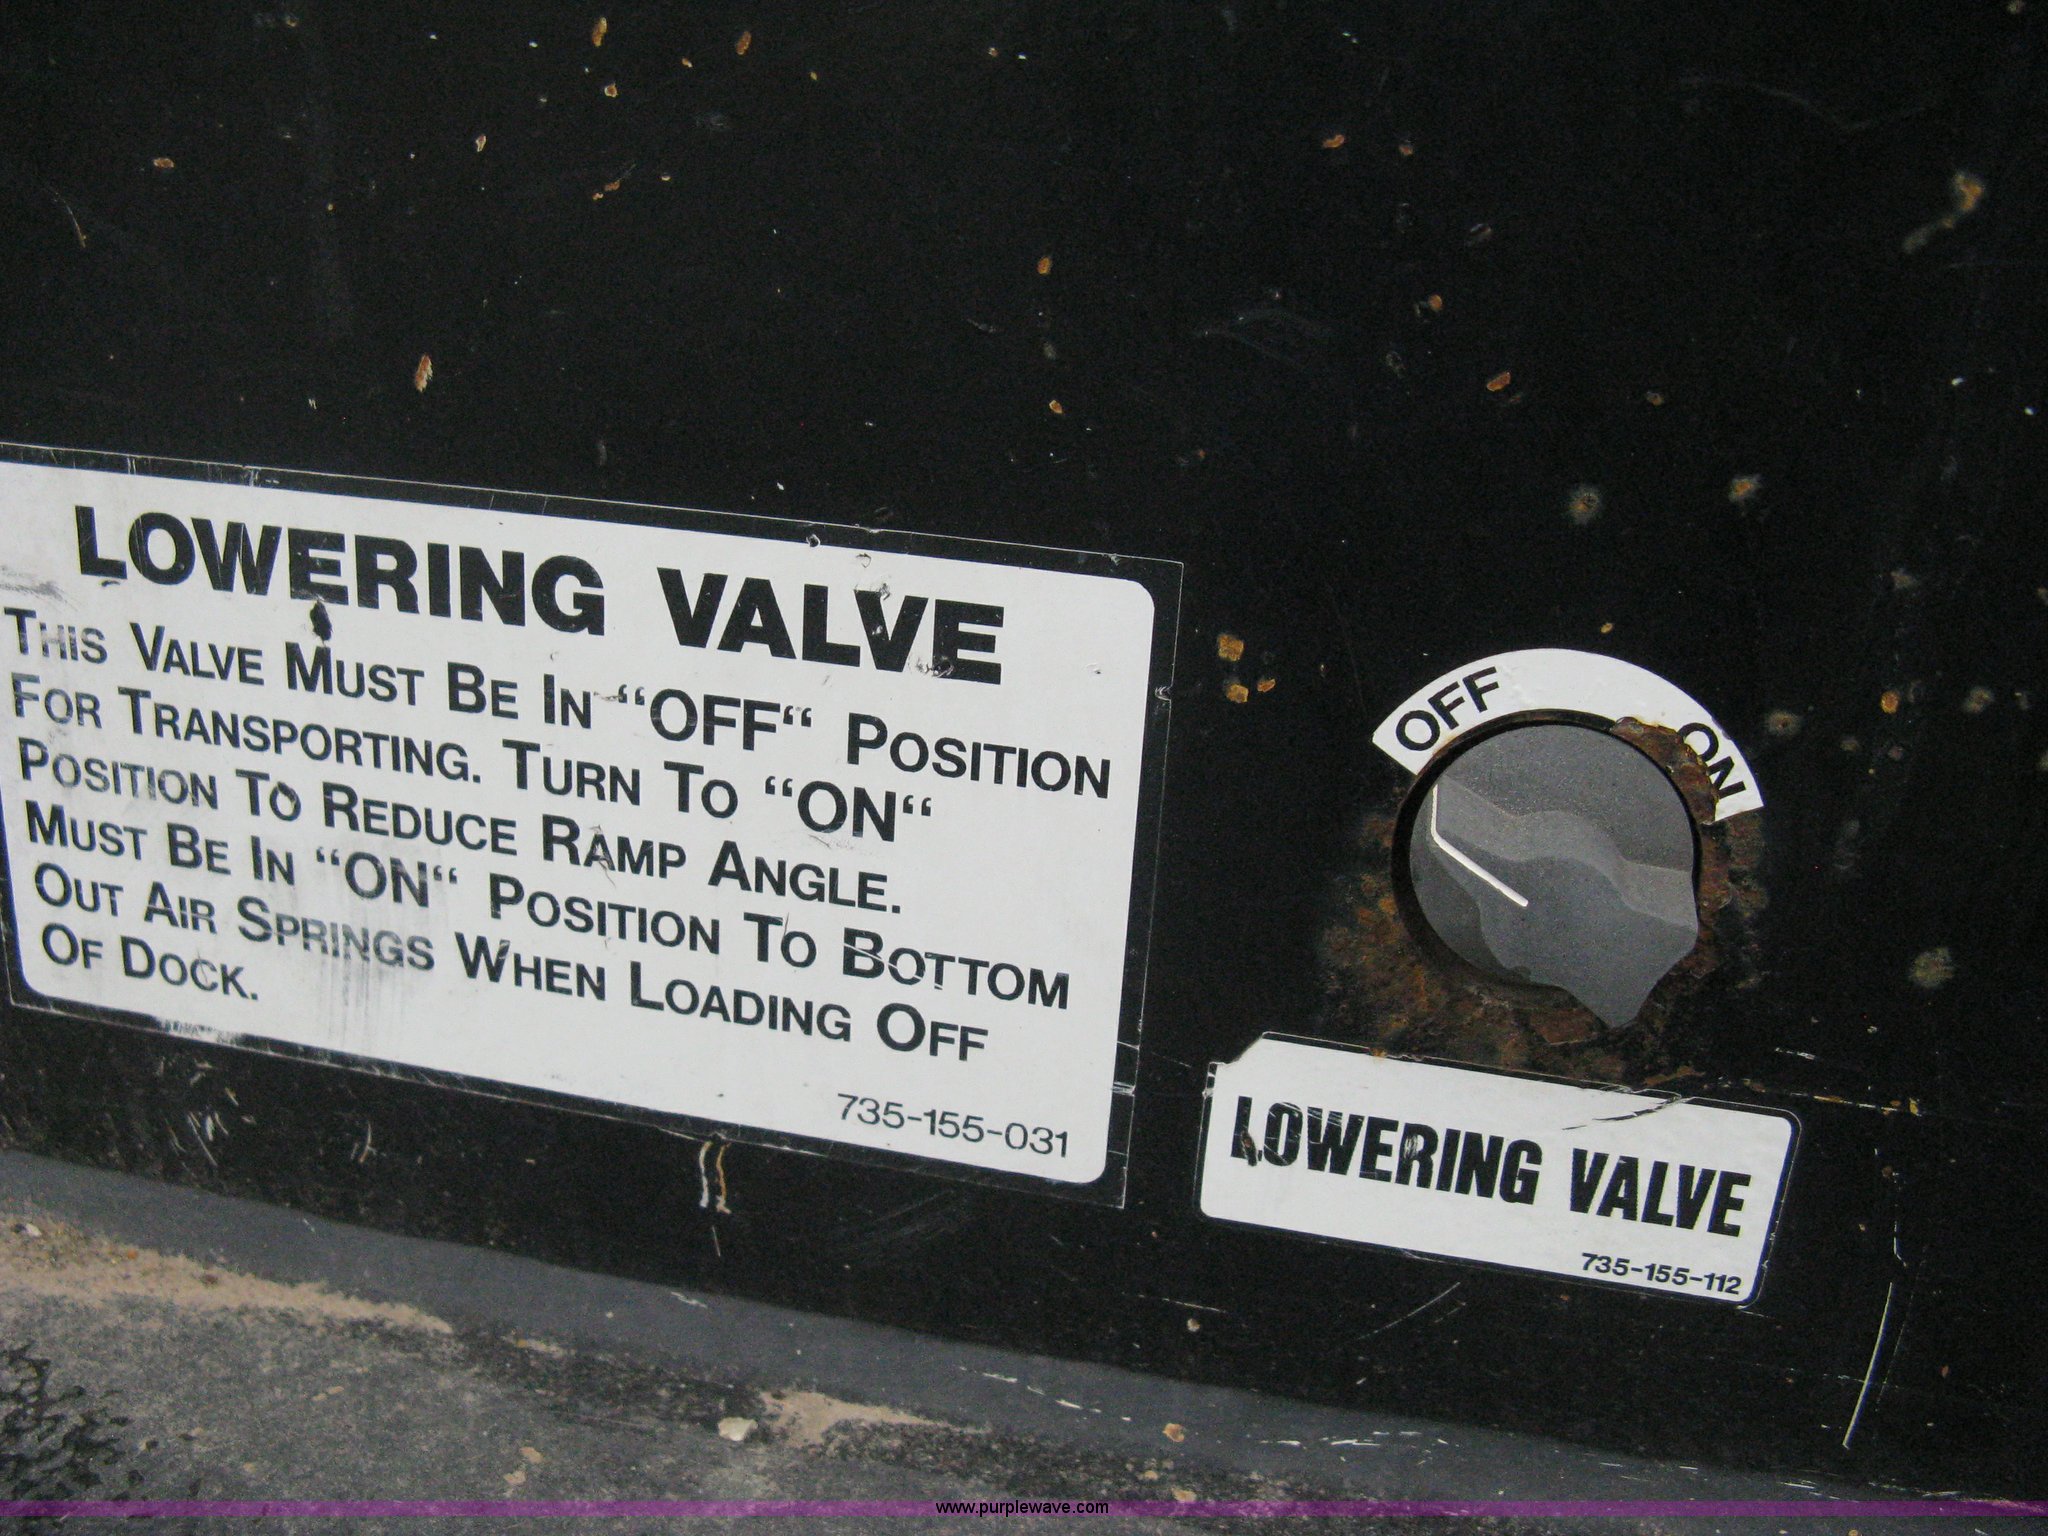 LOWERING VALVE
THIS VALVE MUST BE IN “OFF“ POSITION
FOR TRANSPORTING. TURN TO “ON“
POSITION TO REDUCE RAMP ANGLE.
MUST BE IN “ON“ POSITION TO BOTTOM
OUT AIR SPRINGS WHEN LOADING OFF
OF DOCK.
735-155-031
OFF ON
LOWERING VALVE
735-155-112
www.purplewave.com